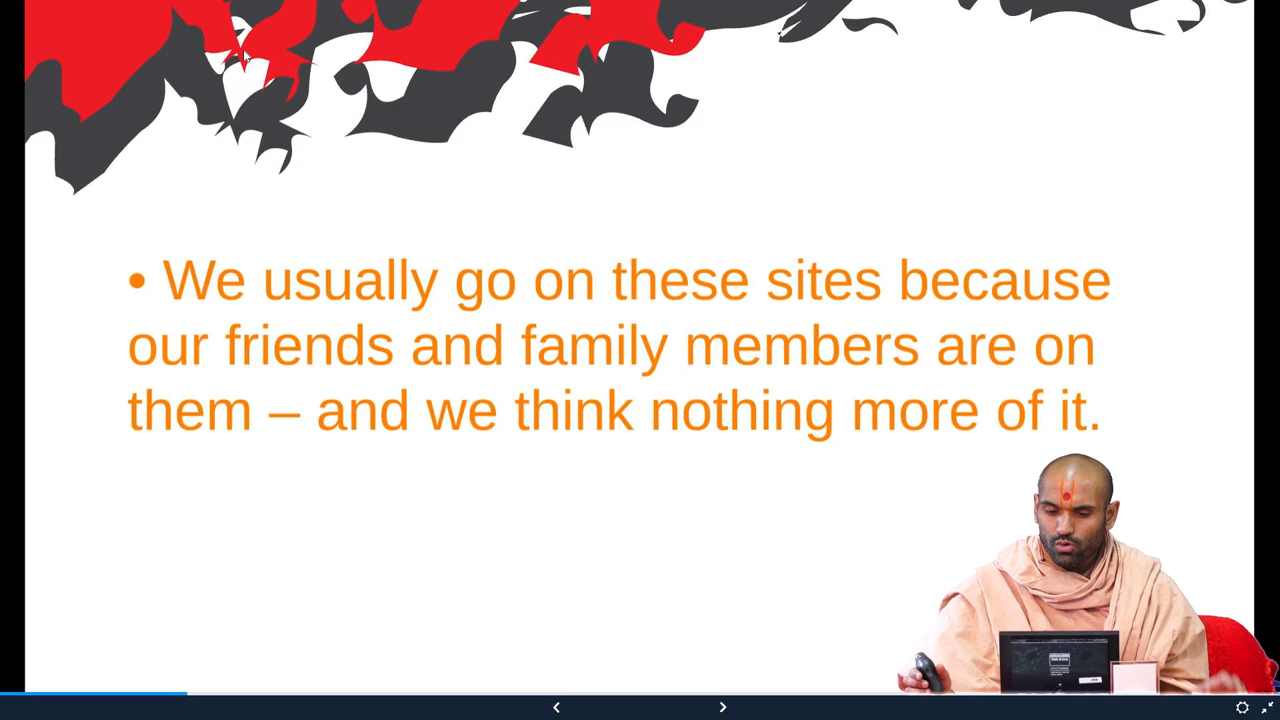 • We usually go on these sites because
our friends and family members are on
them – and we think nothing more of it.